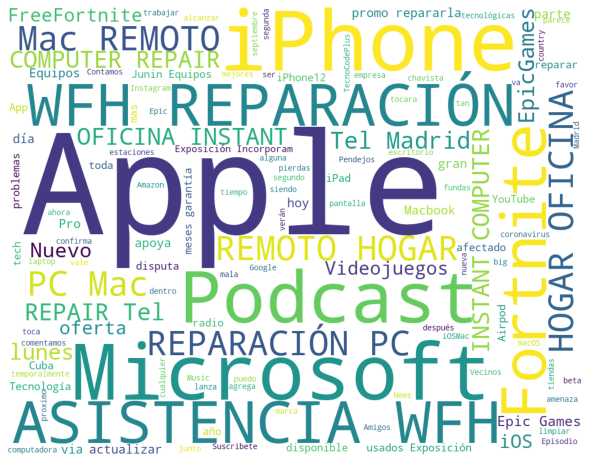 FreeFortnite
trabajar
alcanzar
septiembre
segunda
promo repararla
tecnológicas
parte
parece
Mac REMOTO
iPhone
COMPUTER REPAIR
Contamos
mejores
country
TecnoCodePlus
empresa
chavista
EpicGames
Equipos
Junin Equipos
ser
iPhone12
va
reparar
favor
App
mas
Instagram
tocara
tan
Madrid
WFH
REPARACIÓN
Epic
día
OFICINA INSTANT
Tel Madrid
problemas
estaciones
Exposición Incorporam
alguna
Pendejos
escritorio
gran
toda
Amazon
pierdas
iPad
fundas
Apple
Pro
meses garantía
tiempo
segundo
siendo
pantalla
Macbook
YouTube
tech
ahora
confirma
apoya
hoy
verán
REMOTO HOGAR
afectado
coronavirus
Nuevo
disputa
Videojuegos
INSTANT COMPUTER
Fortnite
HOGAR OFICINA
laptop
vale
mala
Google
nueva
big
PC Mac
dentro
Podcast
Airpod
REPAIR Tel
oferta
radio
después
iOSMac
lunes
toca
comentamos
REPARACIÓN PC
macOS
tiendas
Cuba
Tecnología
temporalmente
Microsoft
cualquier
Music
lanza
puedo
agrega
Vecinos
beta
amenaza
News
proximo
año
marca
ASISTENCIA WFH
Epic Games
limpiar
computadora
via actualizar
junto
Suscribete
Amigos
disponible
usados Exposición
iOS
Episodio